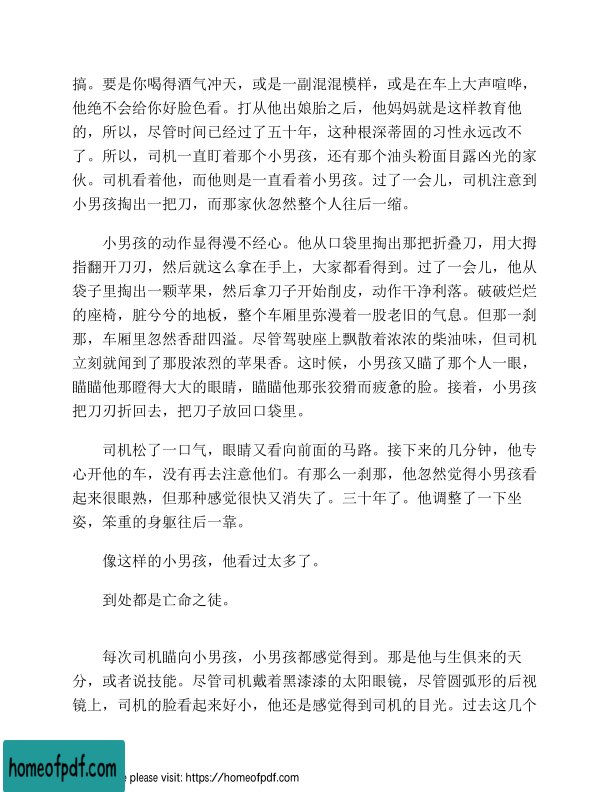 搞。要是你喝得酒气冲天，或是一副混混模样，或是在车上大声喧哗，
他绝不会给你好脸色看。打从他出娘胎之后，他妈妈就是这样教育他
的，所以，尽管时间已经过了五十年，这种根深蒂固的习性永远改不
了。所以，司机一直盯着那个小男孩，还有那个油头粉面目露凶光的家
伙。司机看着他，而他则是一直看着小男孩。过了一会儿，司机注意到
小男孩掏出一把刀，而那家伙忽然整个人往后一缩。
小男孩的动作显得漫不经心。他从口袋里掏出那把折叠刀，用大拇
指翻开刀刃，然后就这么拿在手上，大家都看得到。过了一会儿，他从
袋子里掏出一颗苹果，然后拿刀子开始削皮，动作干净利落。破破烂烂
的座椅，脏兮兮的地板，整个车厢里弥漫着一股老旧的气息。但那一刹
那，车厢里忽然香甜四溢。尽管驾驶座上飘散着浓浓的柴油味，但司机
立刻就闻到了那股浓烈的苹果香。这时候，小男孩又瞄了那个人一眼，
瞄瞄他那瞪得大大的眼睛，瞄瞄他那张狡猾而疲惫的脸。接着，小男孩
把刀刃折回去，把刀子放回口袋里。
司机松了一口气，眼睛又看向前面的马路。接下来的几分钟，他专
心开他的车，没有再去注意他们。有那么一刹那，他忽然觉得小男孩看
起来很眼熟，但那种感觉很快又消失了。三十年了。他调整了一下坐
姿，笨重的身躯往后一靠。
像这样的小男孩，他看过太多了。
到处都是亡命之徒。
每次司机瞄向小男孩，小男孩都感觉得到。那是他与生俱来的天
分，或者说技能。尽管司机戴着黑漆漆的太阳眼镜，尽管圆弧形的后视
镜上，司机的脸看起来好小，他还是感觉得到司机的目光。过去这几个
homeofpdf.com
e please visit: https://homeofpdf.com